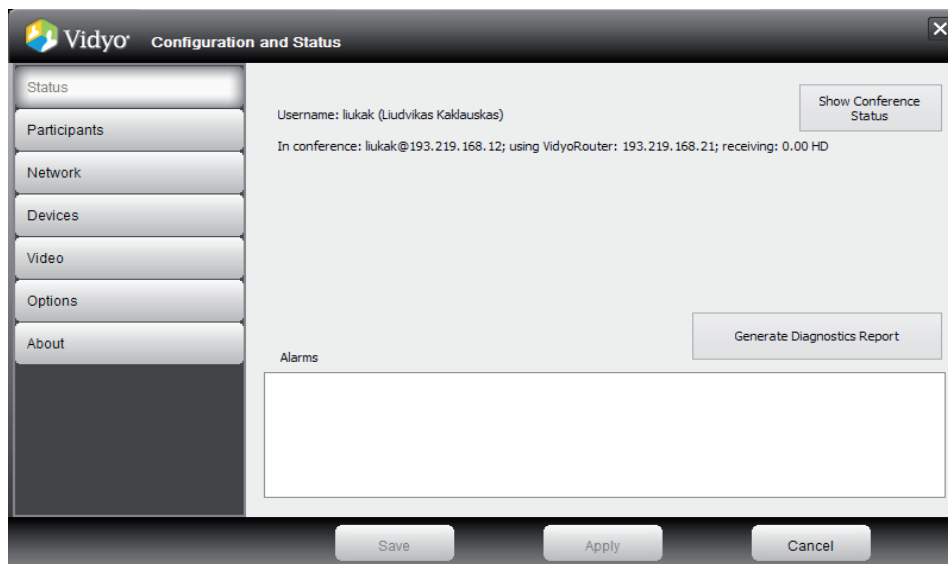 Vidyo Configuration and Status
Status
Participants
Network
Devices
Video
Options
About
Show Conference
Status
Username: liukak (Liudvikas Kaklauskas)
In conference: liukak@193.219.168.12; using VidyoRouter: 193.219.168.21; receiving: 0.00 HD
Generate Diagnostics Report
Alarms
Save Apply Cancel